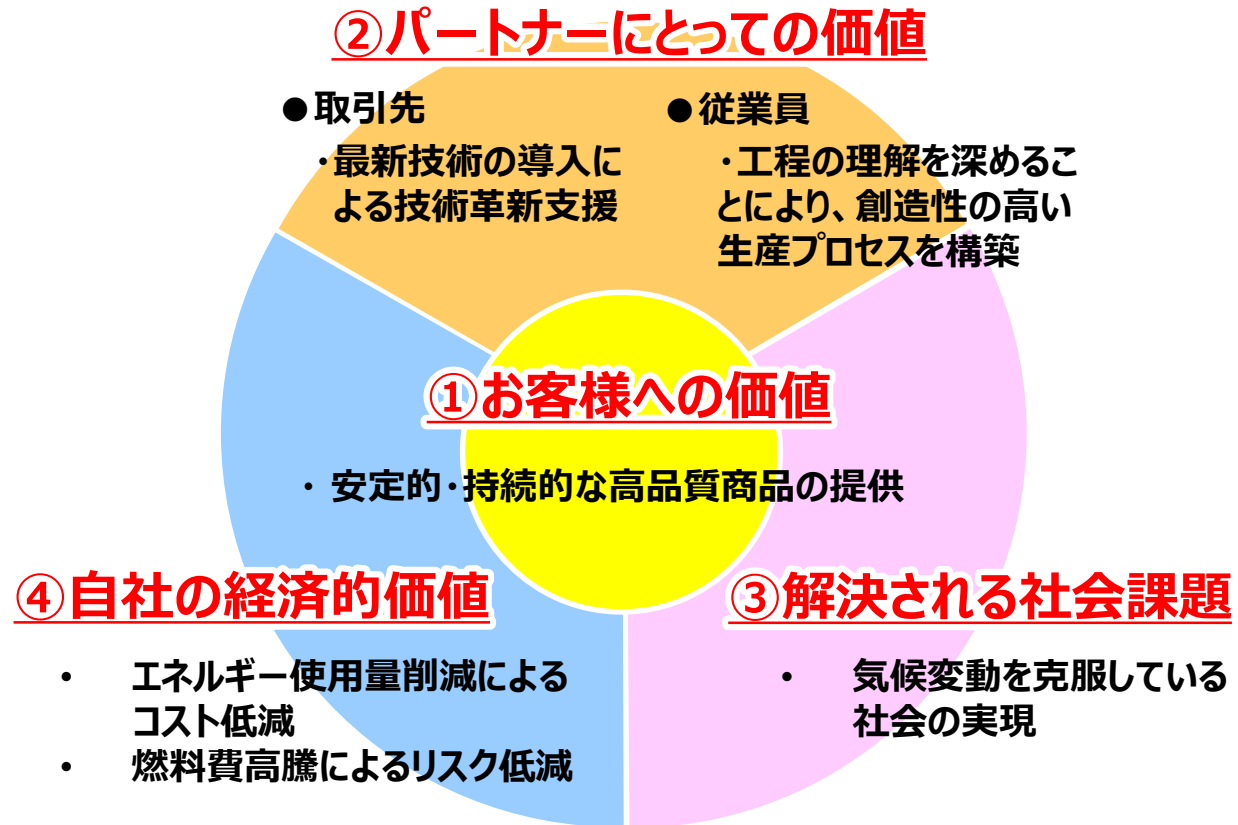 ②パートナーにとっての価値
●取引先
・最新技術の導入に
よる技術革新支援
●従業員
・工程の理解を深めるこ
とにより、創造性の高い
生産プロセスを構築
①お客様への価値
・安定的・持続的な高品質商品の提供
④自社の経済的価値
・エネルギー使用量削減による
コスト低減
・燃料費高騰によるリスク低減
③解決される社会課題
・気候変動を克服している
社会の実現